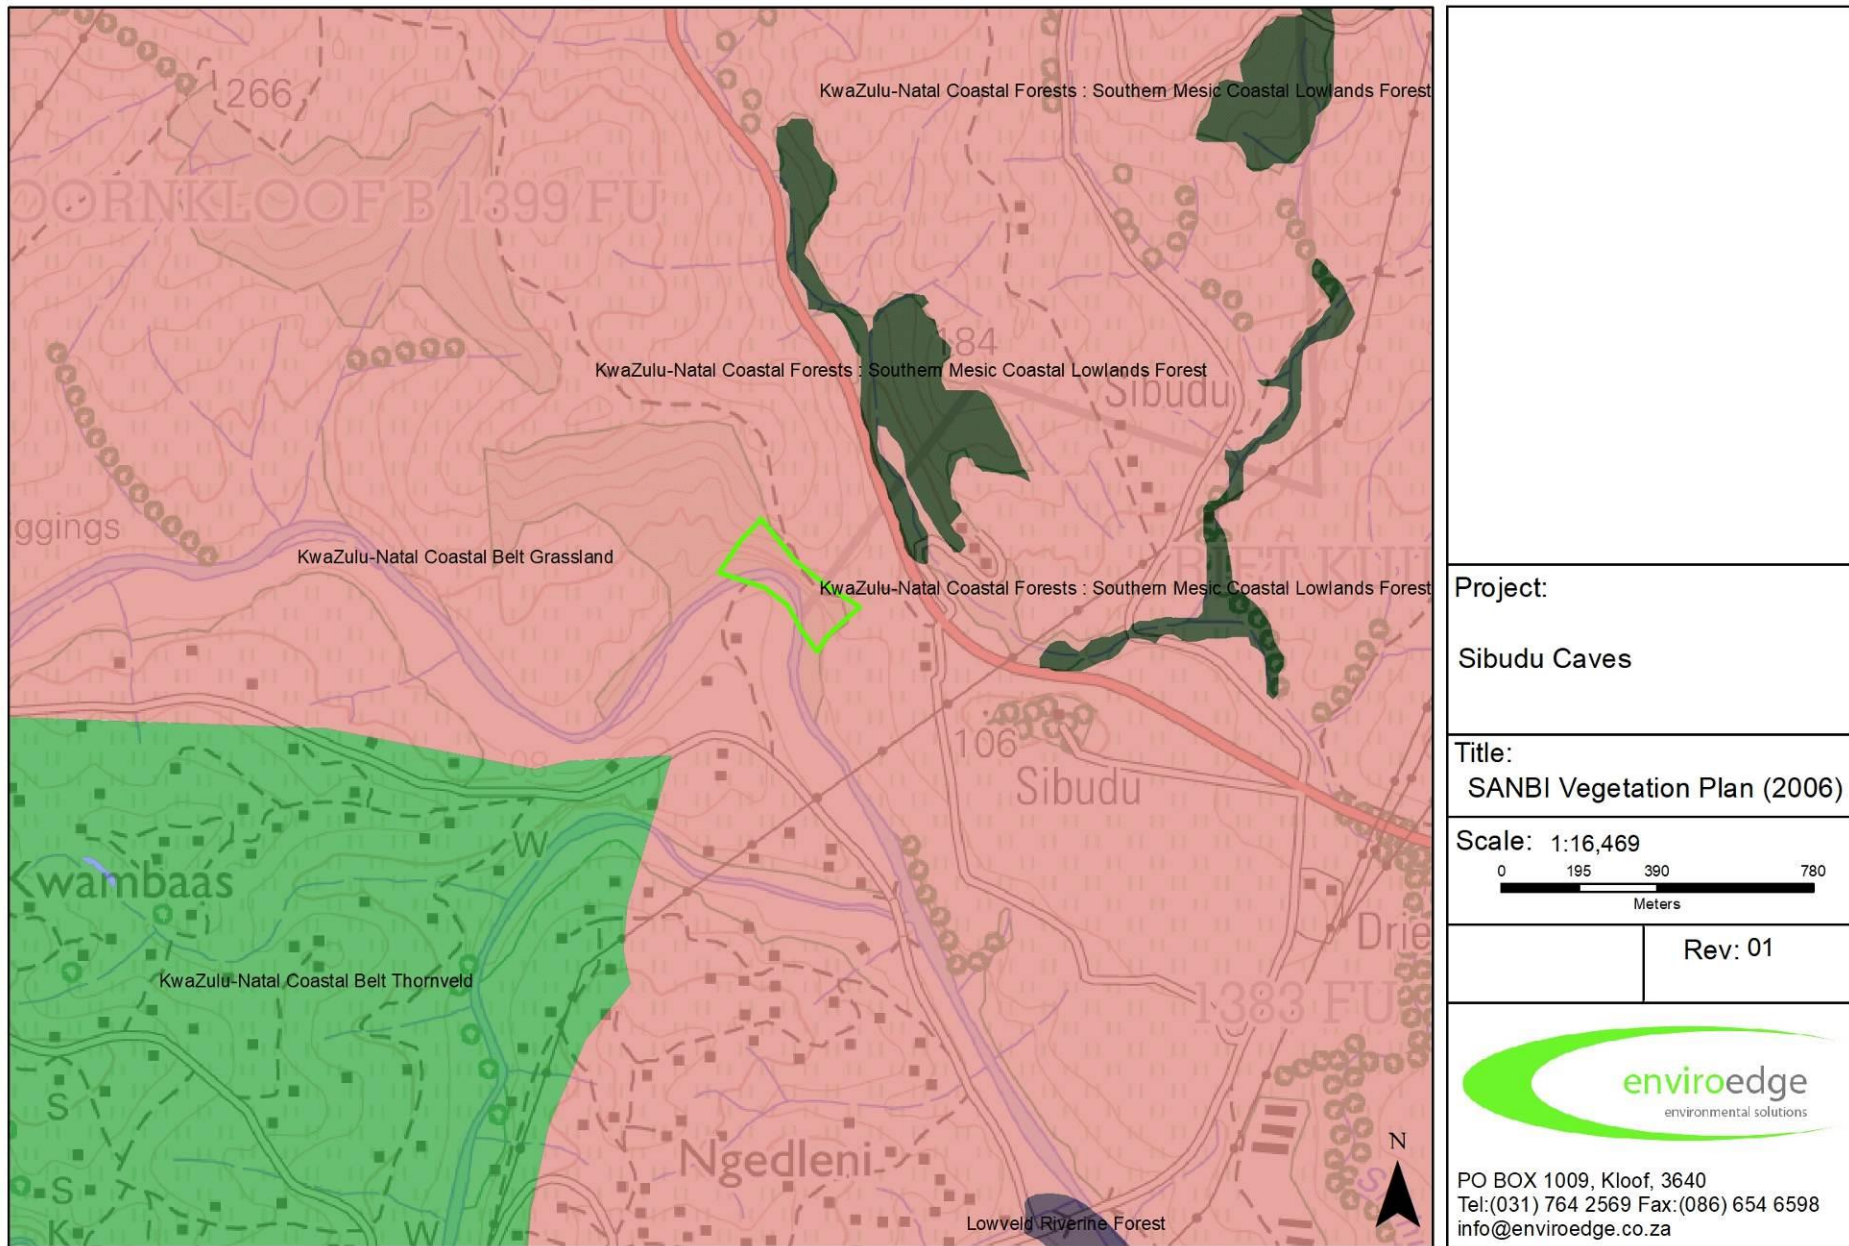 266
KwaZulu-Natal Coastal Forests : Southern Mesic Coastal Lowlands Forest
OORNKLOOF B 1399 FU
184
KwaZulu-Natal Coastal Forests : Southern Mesic Coastal Lowlands Forest
Sibudu
ggings
KwaZulu-Natal Coastal Belt Grassland
KwaZulu-Natal Coastal Forests : Southern Mesic Coastal Lowlands Forest
106
Sibudu
08
W
Kwambaas
Drie
KwaZulu-Natal Coastal Belt Thornveld
1383 FU
S
Ngedleni
S
S
K
W
Lowveld Riverine Forest
N
Project:
Sibudu Caves
Title:
SANBI Vegetation Plan (2006)
Scale: 1:16,469
0 195 390 780
Meters
Rev: 01
enviroedge
environmental solutions
PO BOX 1009, Kloof, 3640
Tel:(031) 764 2569 Fax:(086) 654 6598
info@enviroedge.co.za